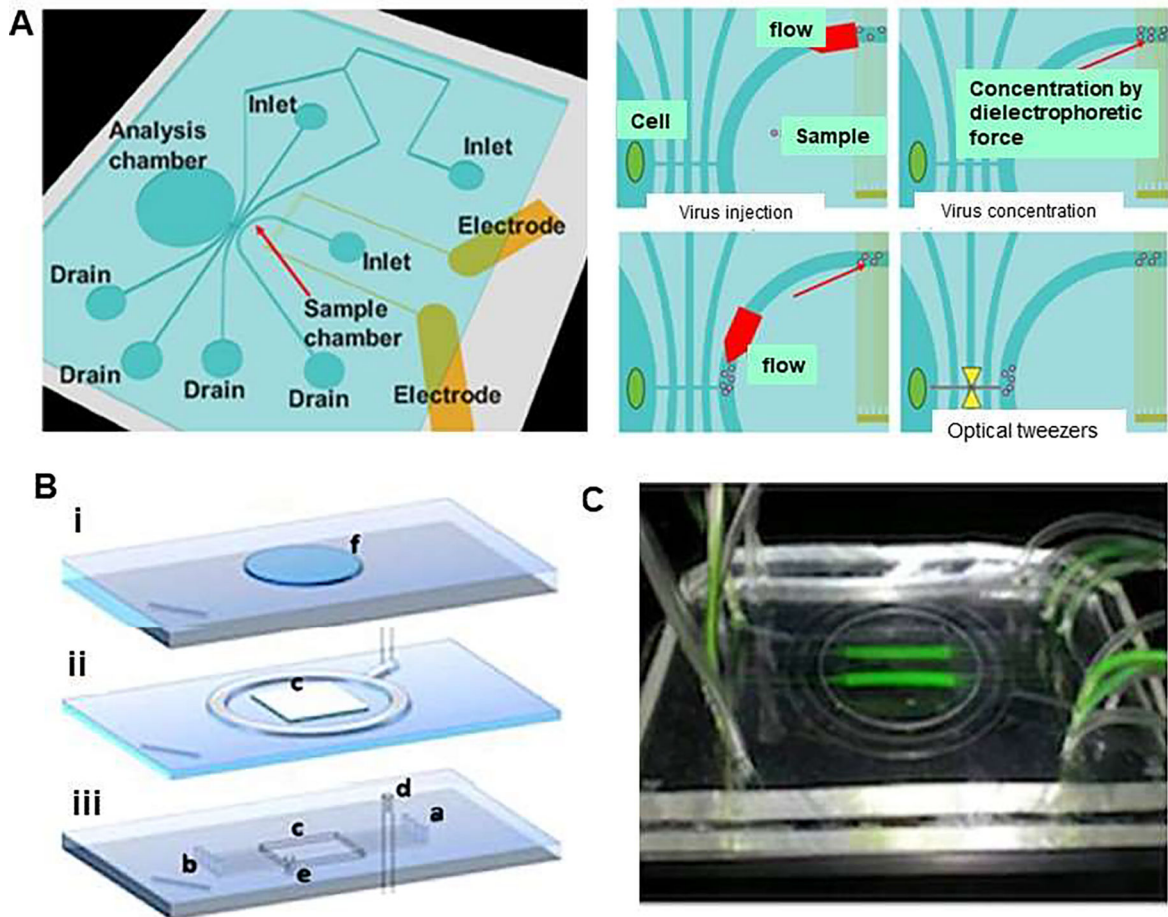 A
Analysis
chamber
Inlet
Inlet
Electrode
Inlet
Drain
Sample
chamber
Drain
Drain
Drain
Electrode
flow
Cell
Sample
Virus injection
Concentration by
dielectrophoretic
force
Virus concentration
flow
Optical tweezers
B
i
f
ii
c
iii
d
c
a
b
e
C